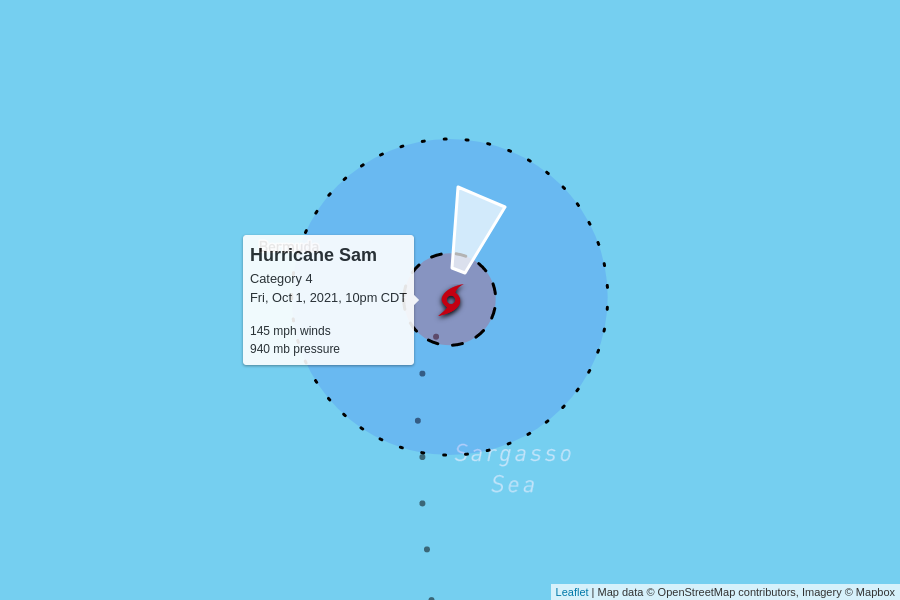 Bermuda
Hurricane Sam
Category 4
Fri, Oct 1, 2021, 10pm CDT
145 mph winds
940 mb pressure
Sargasso
Sea
Leaflet | Map data © OpenStreetMap contributors, Imagery © Mapbox